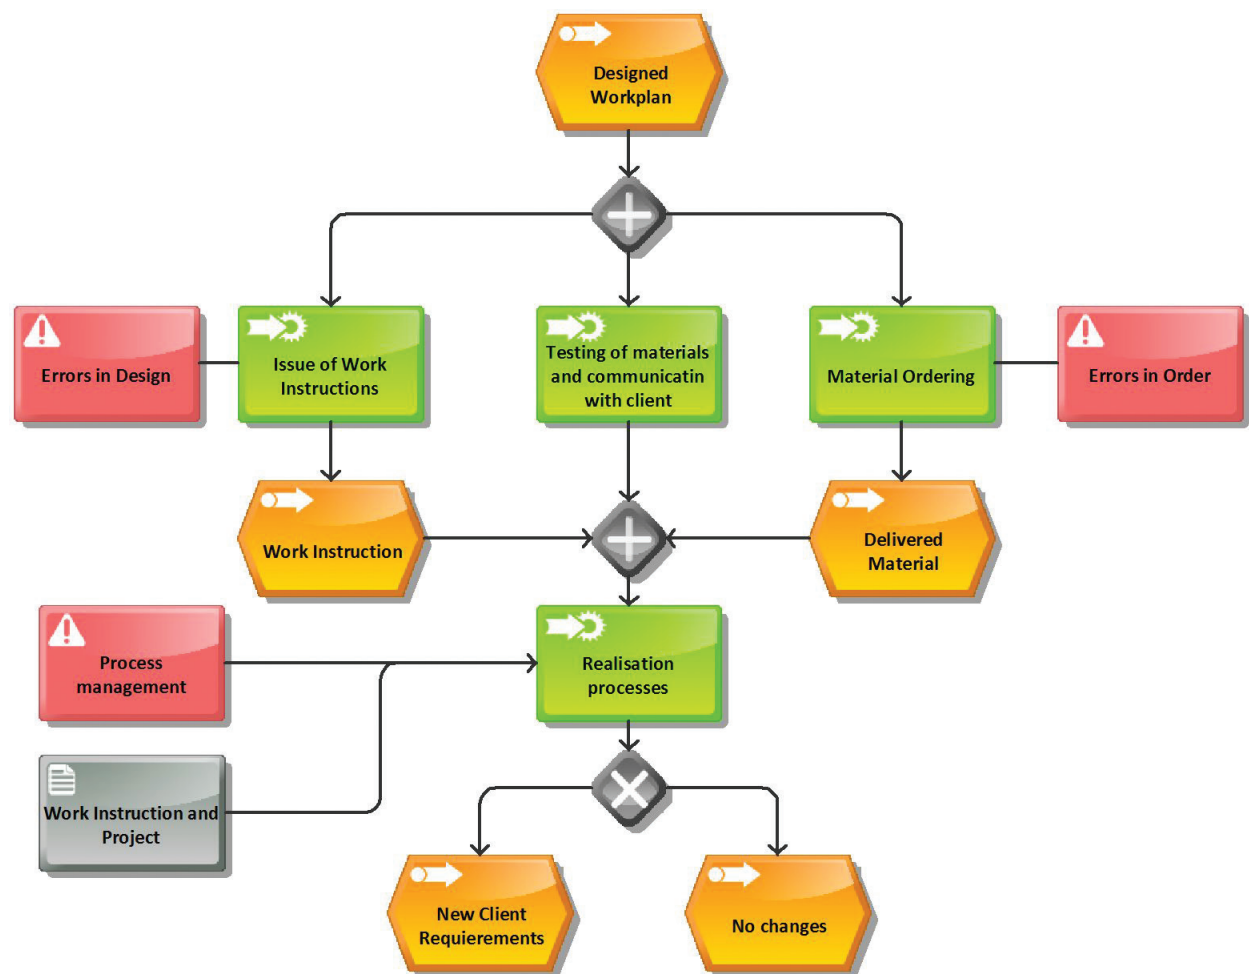 Designed
Workplan
Errors in Design
Issue of Work
Instructions
Testing of materials
and communicatin
with client
Material Ordering
Errors in Order
Work Instruction
Delivered
Material
Process
management
Realisation
processes
Work Instruction and
Project
New Client
Requierements
No changes